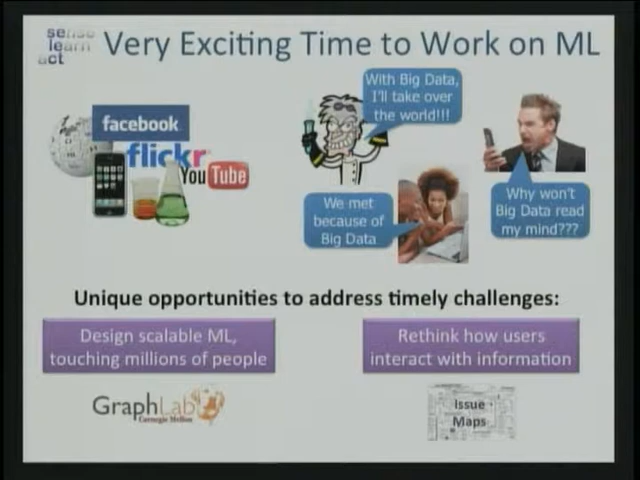 sense
learn
act
Very Exciting Time to Work on ML
facebook
flickr
YouTube
With Big Data,
I'll take over
the world!!!
We met
because of
Big Data
Why won't
Big Data read
my mind???
Unique opportunities to address timely challenges:
Design scalable ML,
touching millions of people
Rethink how users
interact with information
GraphLab
Carnegie Mellon
Issue
Maps